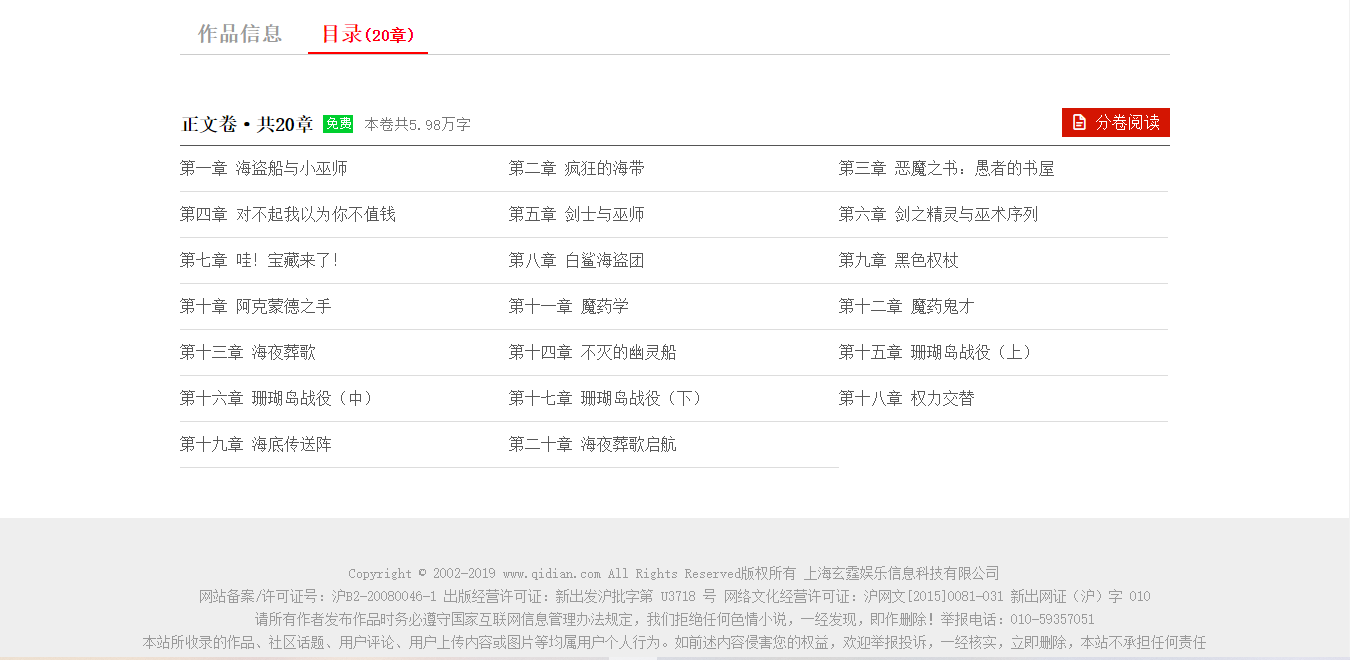 作品信息 目录(20章)
正文卷·共20章 免费 本卷共5.98万字 分卷阅读
第一章 海盗船与小巫师 第二章 疯狂的海带 第三章 恶魔之书：愚者的书屋
第四章 对不起我以为你不值钱 第五章 剑士与巫师 第六章 剑之精灵与巫术序列
第七章 哇！宝藏来了！ 第八章 白鲨海盗团 第九章 黑色权杖
第十章 阿克蒙德之手 第十一章 魔药学 第十二章 魔药鬼才
第十三章 海夜葬歌 第十四章 不灭的幽灵船 第十五章 珊瑚岛战役（上）
第十六章 珊瑚岛战役（中） 第十七章 珊瑚岛战役（下） 第十八章 权力交替
第十九章 海底传送阵 第二十章 海夜葬歌启航
Copyright © 2002-2019 www.qidian.com All Rights Reserved版权所有 上海玄霆娱乐信息科技有限公司
网站备案/许可证号：沪B2-20080046-1 出版经营许可证：新出发沪批字第 U3718 号 网络文化经营许可证：沪网文[2015]0081-031 新出网证（沪）字 010
请所有作者发布作品时务必遵守国家互联网信息管理办法规定，我们拒绝任何色情小说，一经发现，即作删除！举报电话：010-59357051
本站所收录的作品、社区话题、用户评论、用户上传内容或图片等均属用户个人行为。如前述内容侵害您的权益，欢迎举报投诉，一经核实，立即删除，本站不承担任何责任